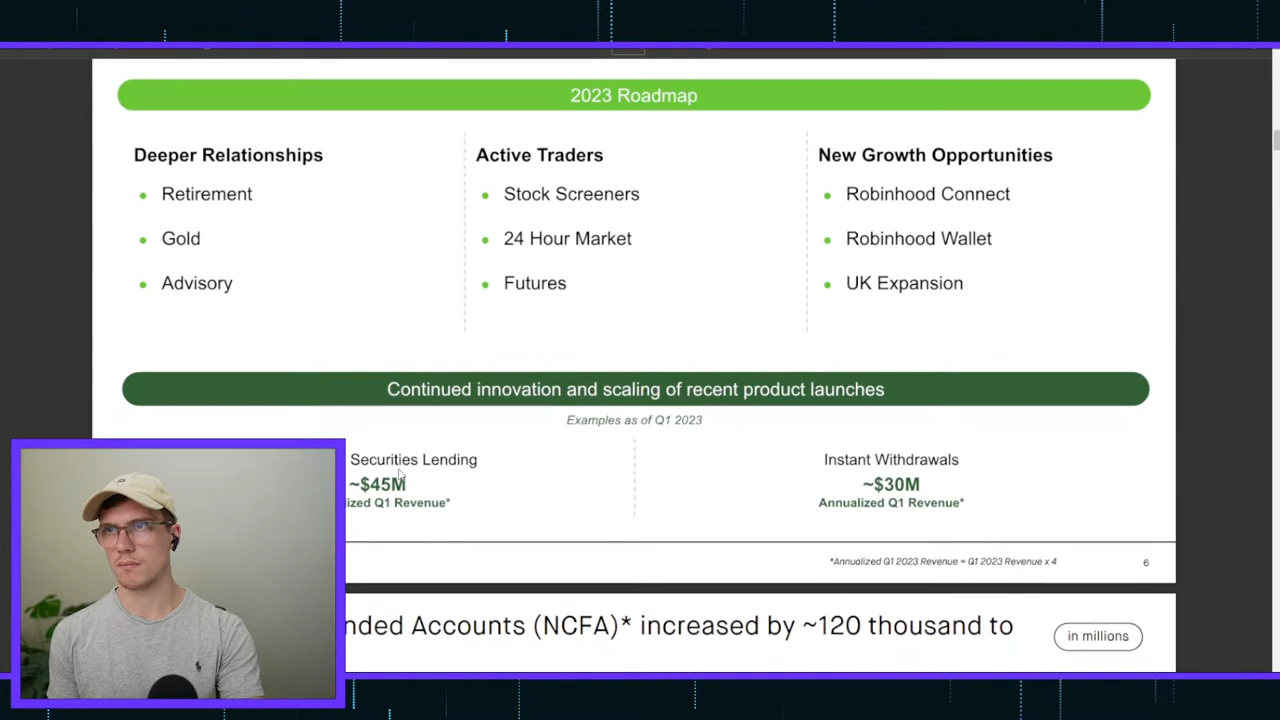 2023 Roadmap
Deeper Relationships
Retirement
Gold
Advisory
Active Traders
Stock Screeners
24 Hour Market
Futures
New Growth Opportunities
Robinhood Connect
Robinhood Wallet
UK Expansion
Continued innovation and scaling of recent product launches
Examples as of Q1 2023
Securities Lending
~$45M
ized Q1 Revenue*
Instant Withdrawals
~$30M
Annualized Q1 Revenue*
*Annualized Q1 2023 Revenue = Q1 2023 Revenue x 4
6
nded Accounts (NCFA)* increased by ~120 thousand to
in millions